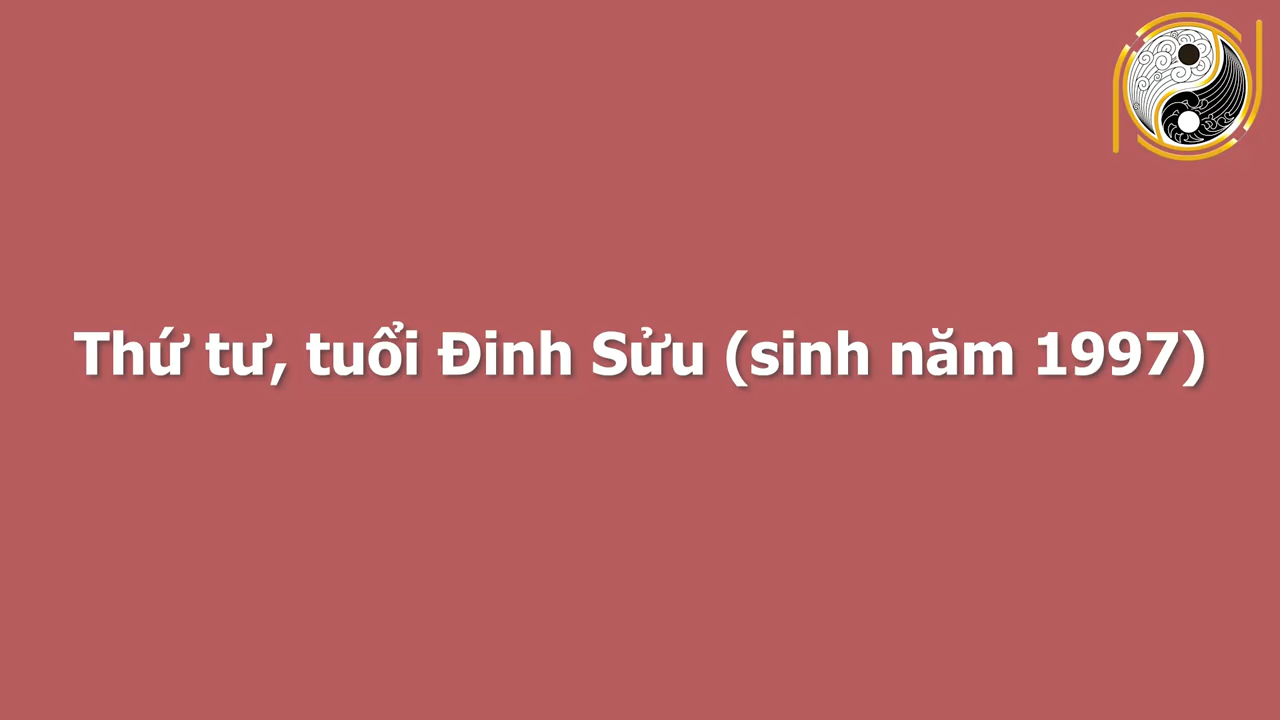 Thứ tư, tuổi Đinh Sửu (sinh năm 1997)